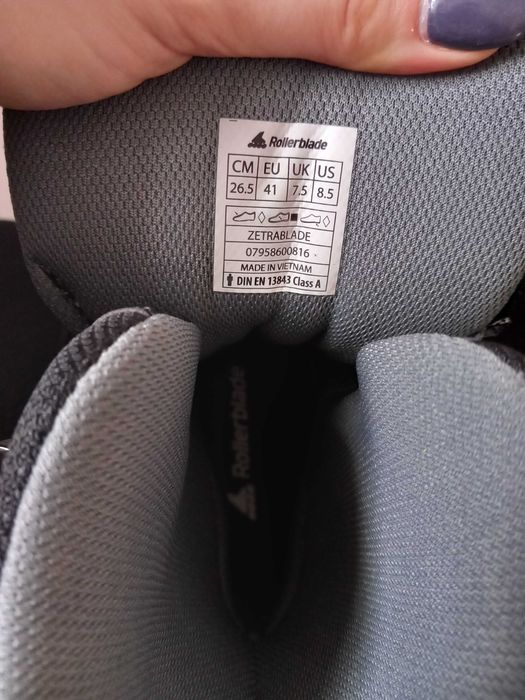 Rollerblade
CM EU UK US
26.5 41 7.5 8.5
ZETRABLADE
07958600816
MADE IN VIETNAM
DIN EN 13843 Class A
Rollerblade